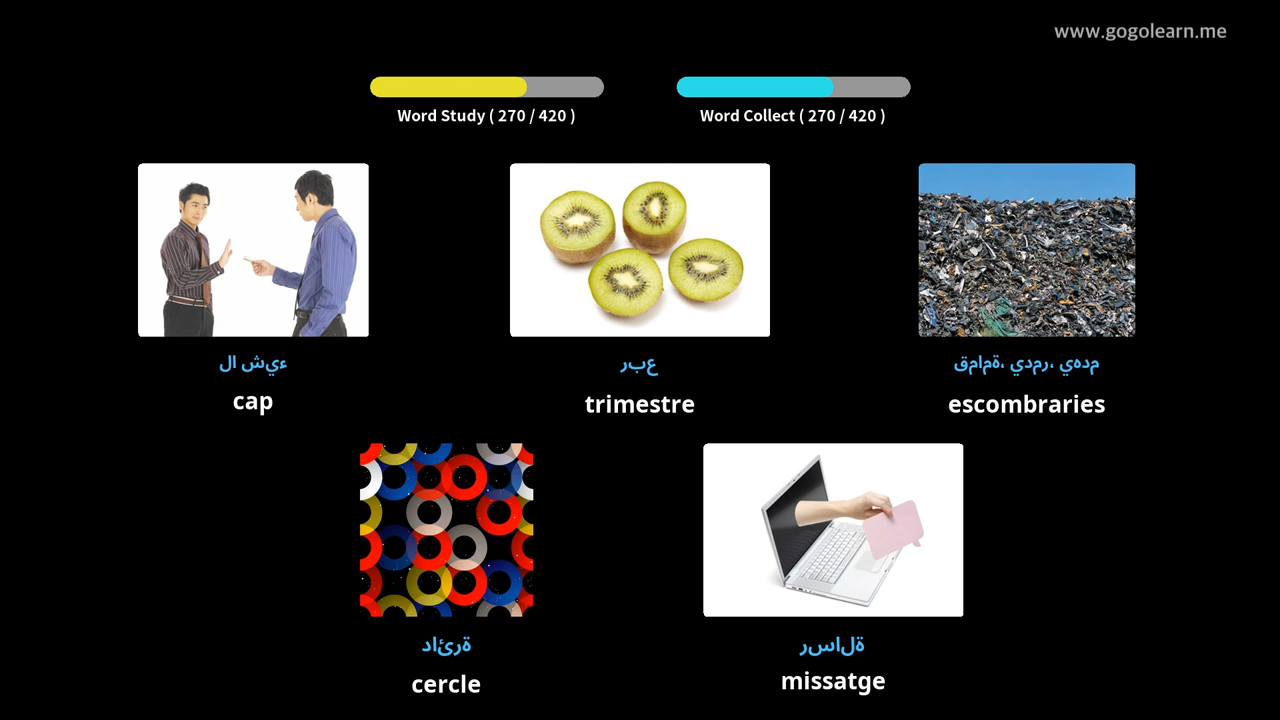 www.gogolearn.me
Word Study ( 270 / 420 )
Word Collect ( 270 / 420 )
ءيش ال
cap
عبر
trimestre
مدهي ،رمدي ،ةمامق
escombraries
ةرئاد
cercle
ةلاسر
missatge